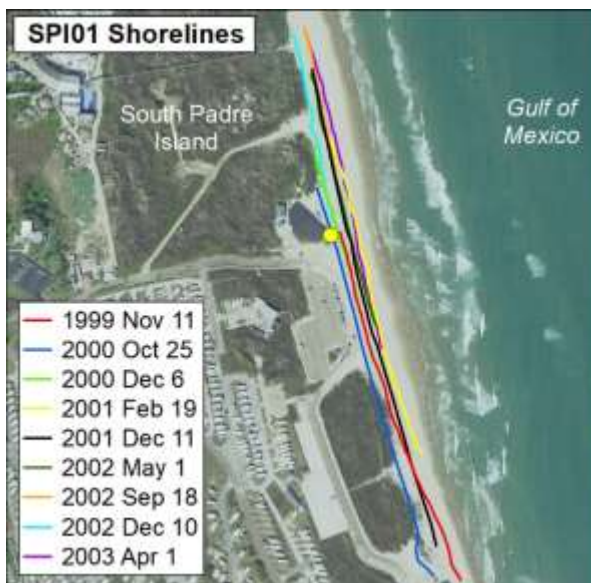 SPI01 Shorelines
South Padre
Island
Gulf of
Mexico
1999 Nov 11
2000 Oct 25
2000 Dec 6
2001 Feb 19
2001 Dec 11
2002 May 1
2002 Sep 18
2002 Dec 10
2003 Apr 1